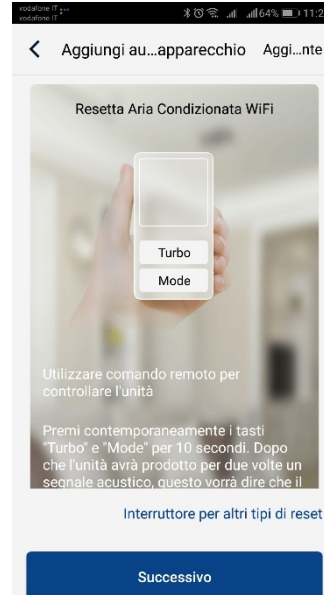 vodafone IT
vodafone IT
64% 11:2
Aggiungi au...apparecchio Aggi...nte
Resetta Aria Condizionata WiFi
Turbo
Mode
Utilizzare comando remoto per
controllare l'unità
Premi contemporaneamente i tasti
"Turbo" e "Mode" per 10 secondi. Dopo
che l'unità avrà prodotto per due volte un
segnale acustico, questo vorrà dire che il
Interruttore per altri tipi di reset
Successivo